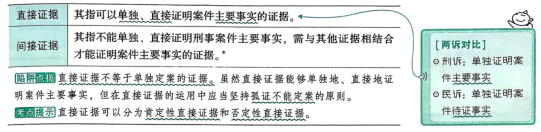 直接证据 其指可以单独、直接证明案件主要事实的证据。
间接证据 其指不能单独、直接证明刑事案件主要事实，需与其他证据相结合
才能证明案件主要事实的证据。*
陷阱点拨 直接证据不等于单独定案的证据。虽然直接证据能够单独地、直接地证
明案件主要事实，但在直接证据的运用中应当坚持孤证不能定案的原则。
考点提示 直接证据可以分为肯定性直接证据和否定性直接证据。
[两诉对比]
⊙刑诉：单独证明案
件主要事实
⊙民诉：单独证明案
件待证事实